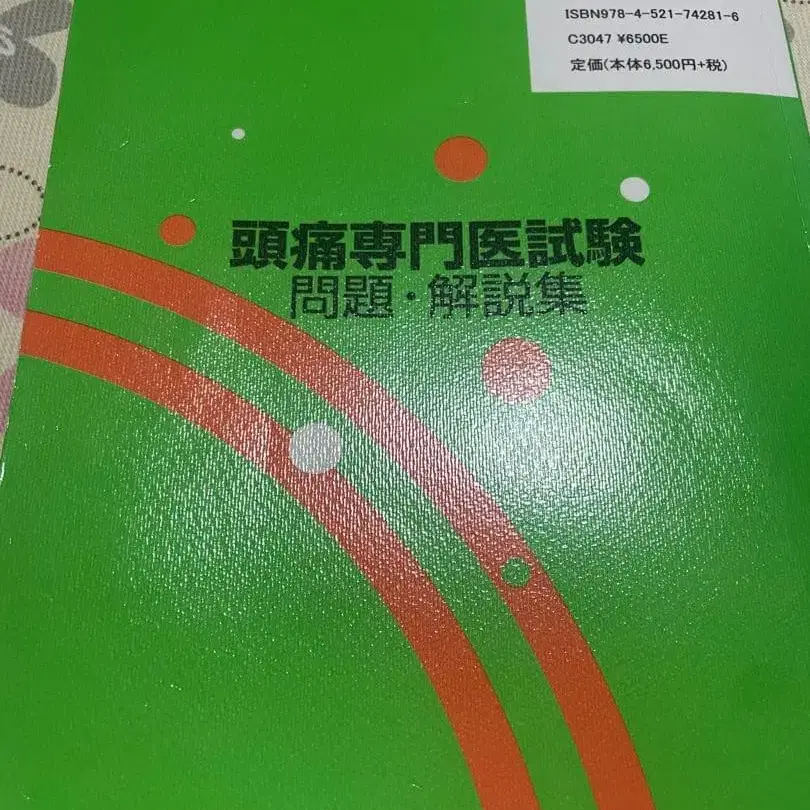 ISBN978-4-521-74281-6
C3047 ¥6500E
定価(本体6,500円+税)
頭痛専門医試験
問題・解説集